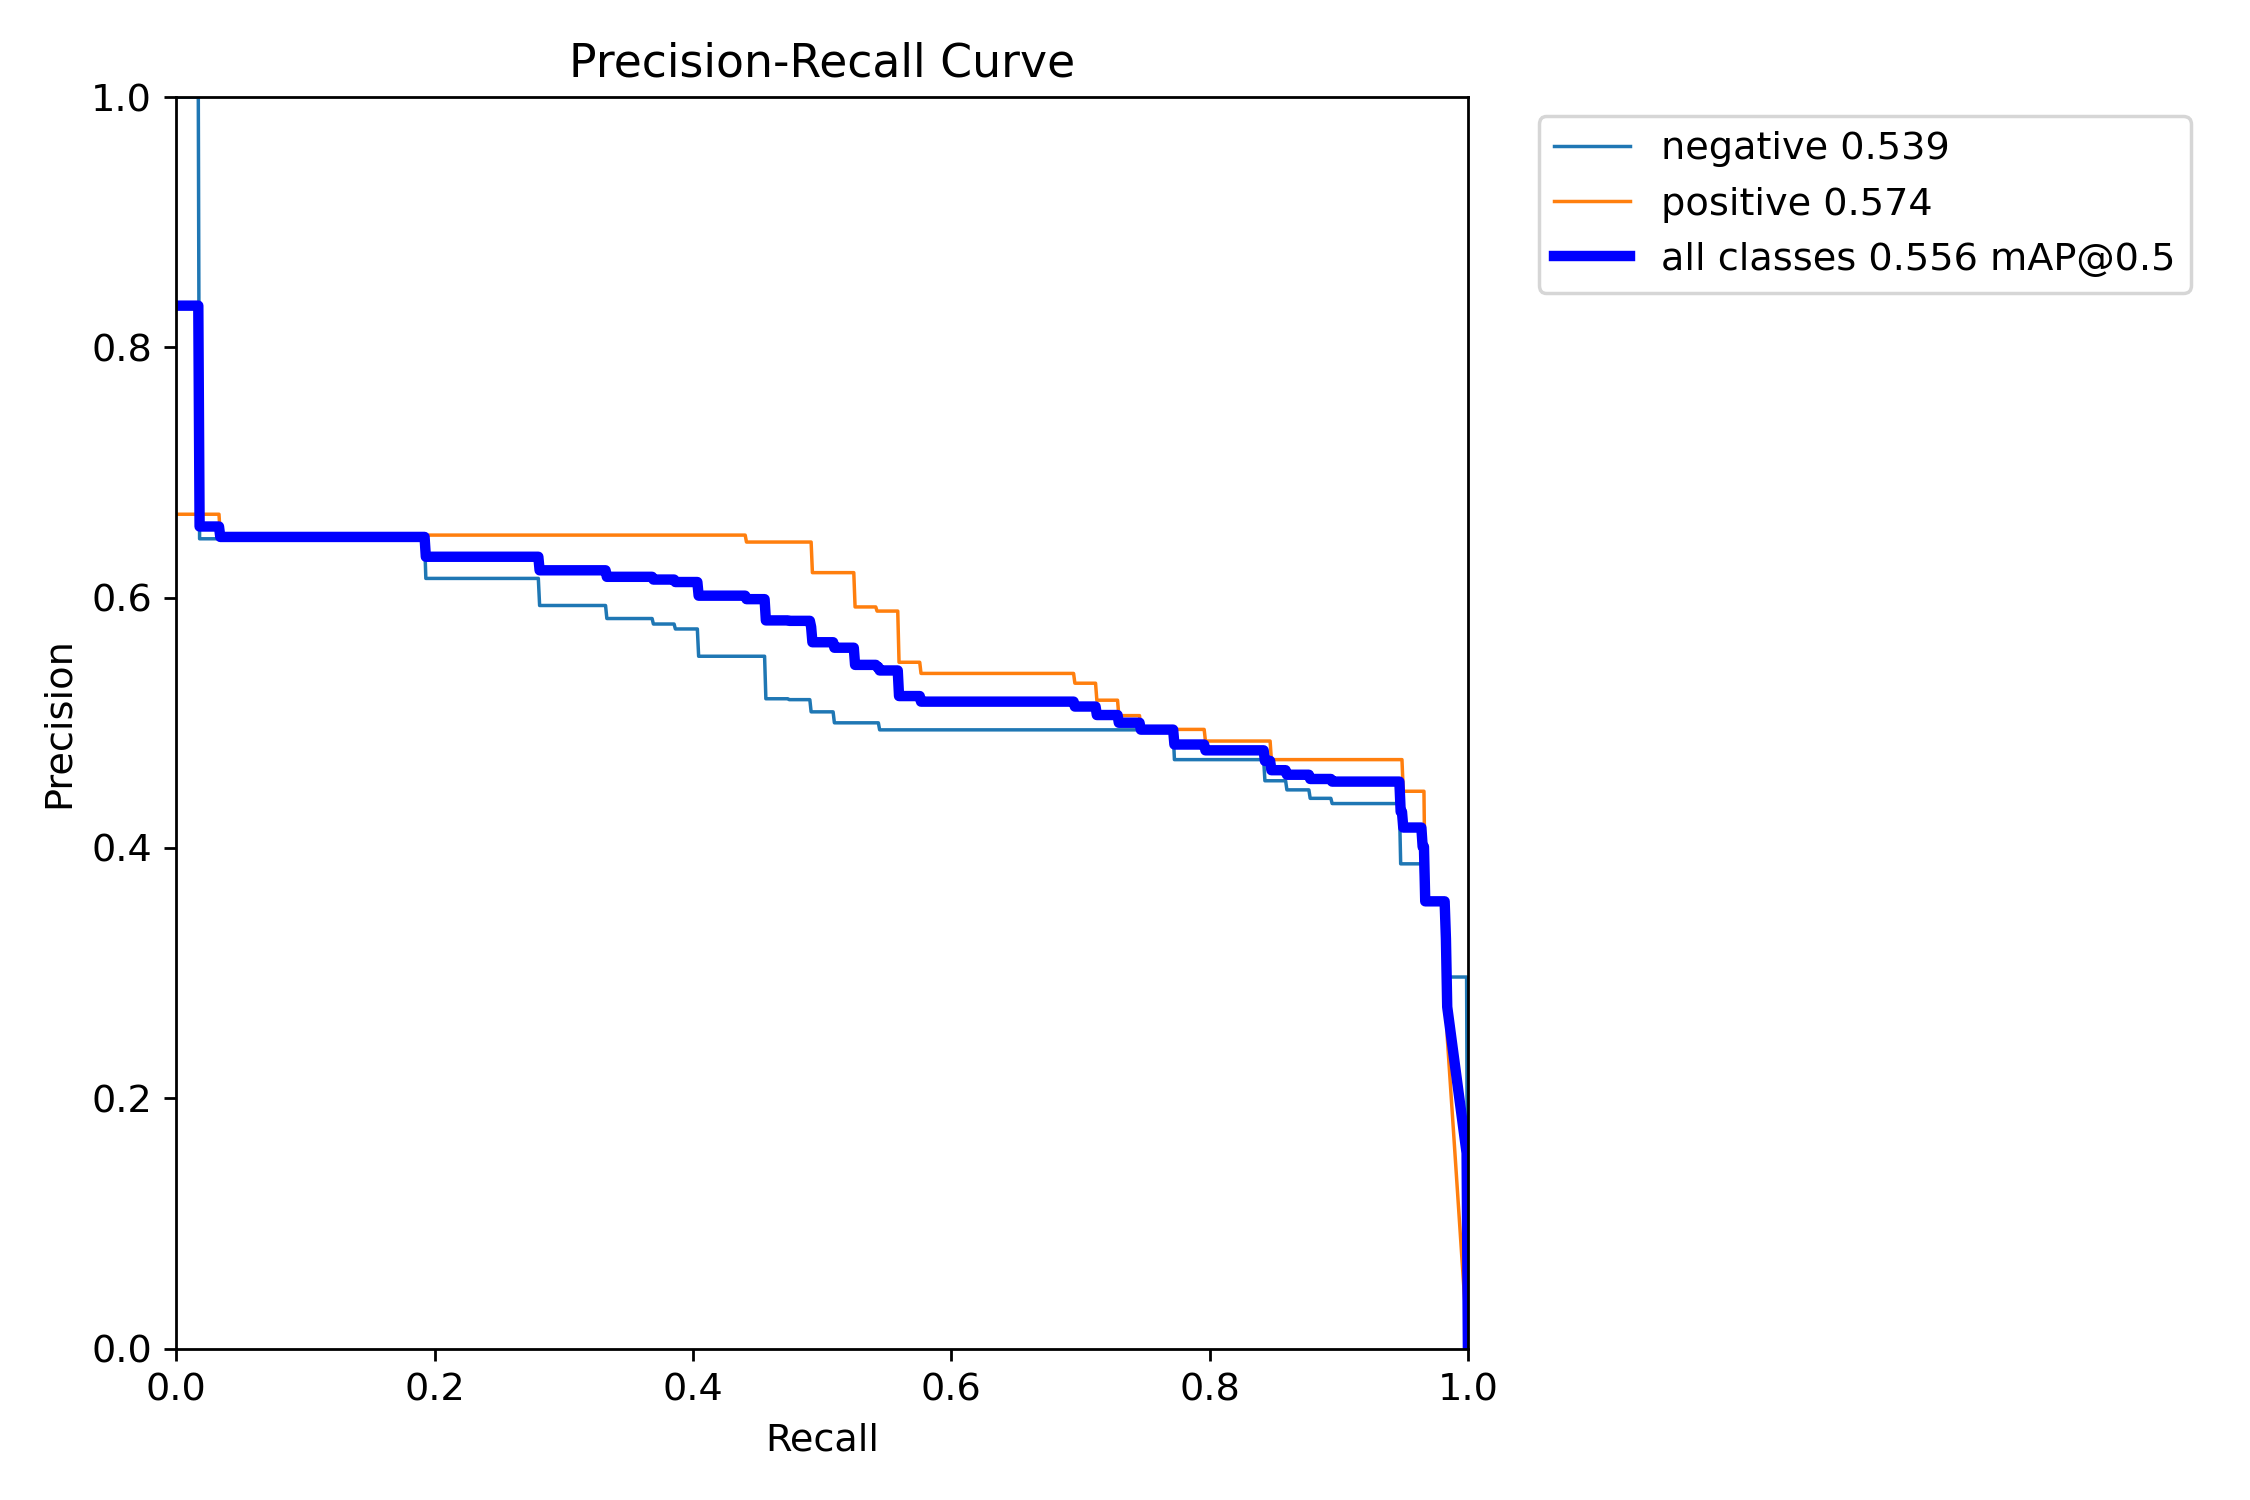 Precision-Recall Curve
1.0
0.8
0.6
0.4
0.2
0.0
Precision
0.0 0.2 0.4 0.6 0.8 1.0
Recall
negative 0.539
positive 0.574
all classes 0.556 mAP@0.5